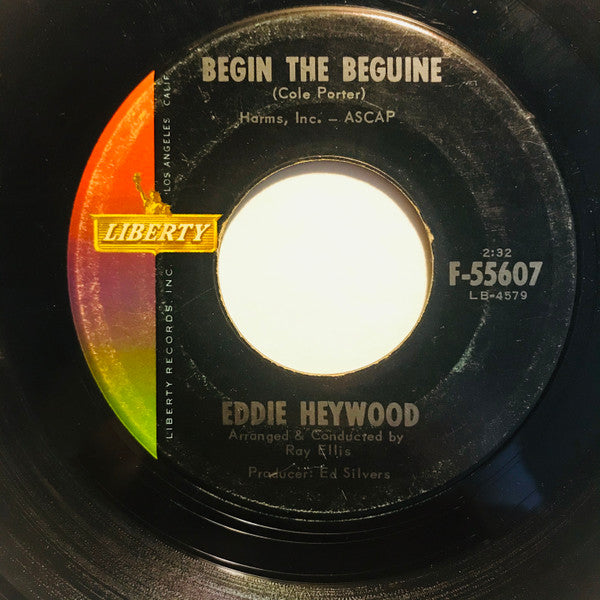 BEGIN THE BEGUINE
(Cole Porter)
Harms, Inc. – ASCAP
LIBERTY
LIBERTY RECORDS, INC. LOS ANGELES, CALIF.
2:32
F-55607
LB-4579
EDDIE HEYWOOD
Arranged & Conducted by
Ray Ellis
Producer: Ed Silvers